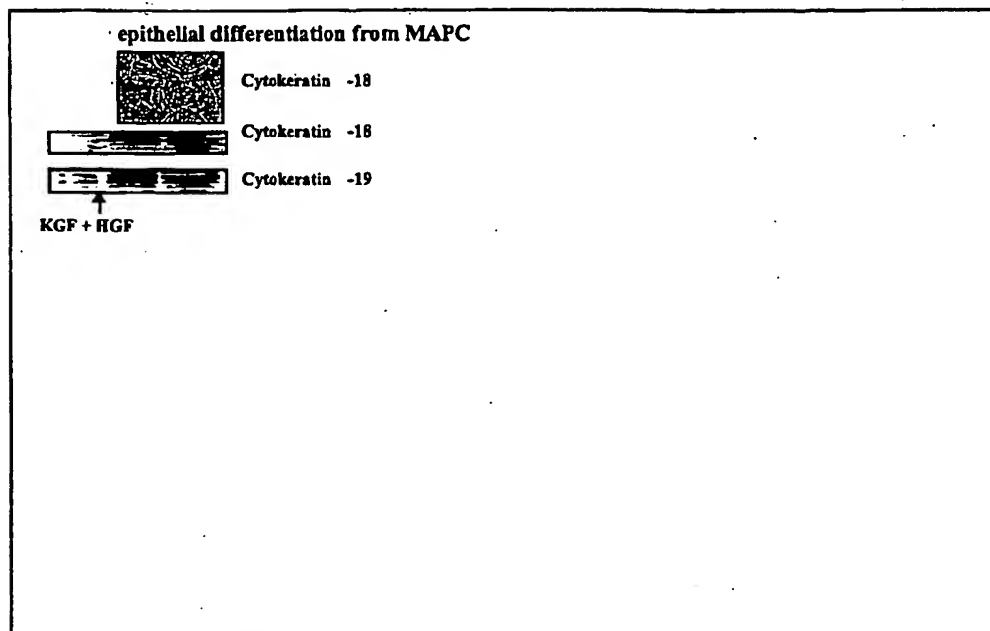 epithelial differentiation from MAPC
Cytokeratin -18
Cytokeratin -18
Cytokeratin -19
KGF + HGF